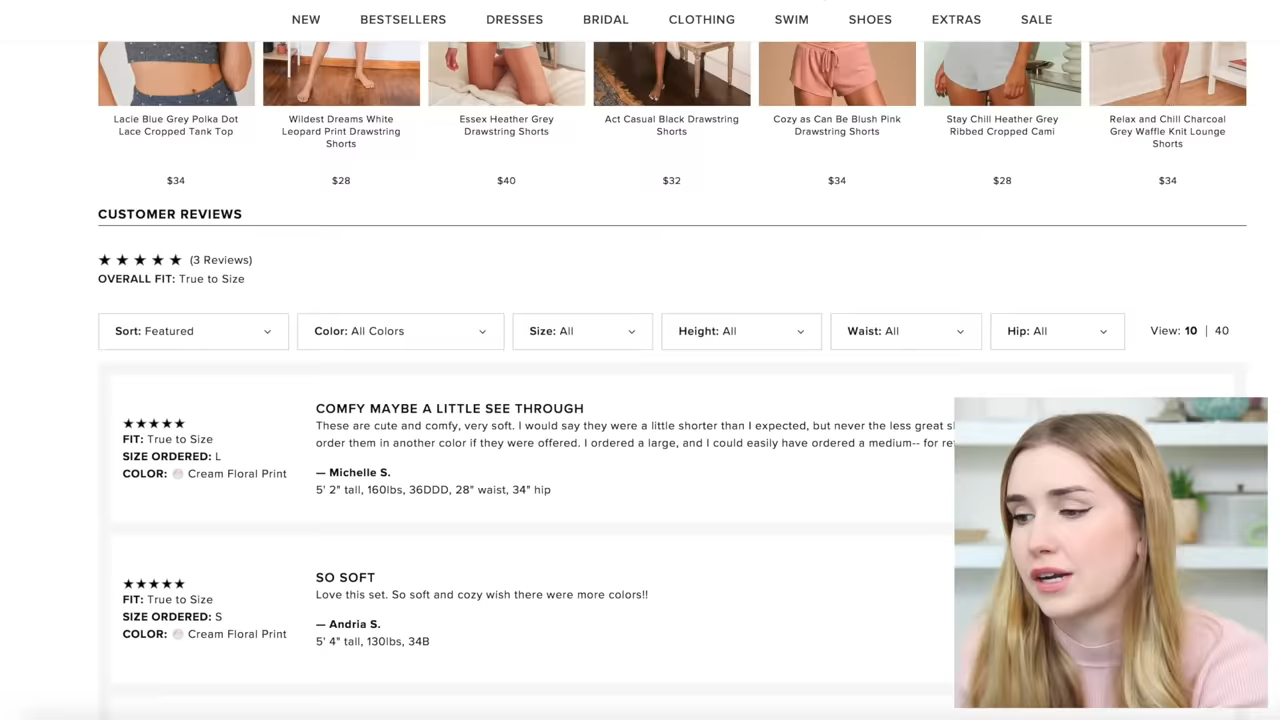 NEW BESTSELLERS DRESSES BRIDAL CLOTHING SWIM SHOES EXTRAS SALE
Lacie Blue Grey Polka Dot
Lace Cropped Tank Top
$34
Wildest Dreams White
Leopard Print Drawstring
Shorts
$28
Essex Heather Grey
Drawstring Shorts
$40
Act Casual Black Drawstring
Shorts
$32
Cozy as Can Be Blush Pink
Drawstring Shorts
$34
Stay Chill Heather Grey
Ribbed Cropped Cami
$28
Relax and Chill Charcoal
Grey Waffle Knit Lounge
Shorts
$34
CUSTOMER REVIEWS
★★★★★ (3 Reviews)
OVERALL FIT: True to Size
Sort: Featured Color: All Colors Size: All Height: All Waist: All Hip: All View: 10 | 40
★★★★★
FIT: True to Size
SIZE ORDERED: L
COLOR: Cream Floral Print
COMFY MAYBE A LITTLE SEE THROUGH
These are cute and comfy, very soft. I would say they were a little shorter than I expected, but never the less great
order them in another color if they were offered. I ordered a large, and I could easily have ordered a medium-- for
— Michelle S.
5' 2" tall, 160lbs, 36DDD, 28" waist, 34" hip
★★★★★
FIT: True to Size
SIZE ORDERED: S
COLOR: Cream Floral Print
SO SOFT
Love this set. So soft and cozy wish there were more colors!!
— Andria S.
5' 4" tall, 130lbs, 34B